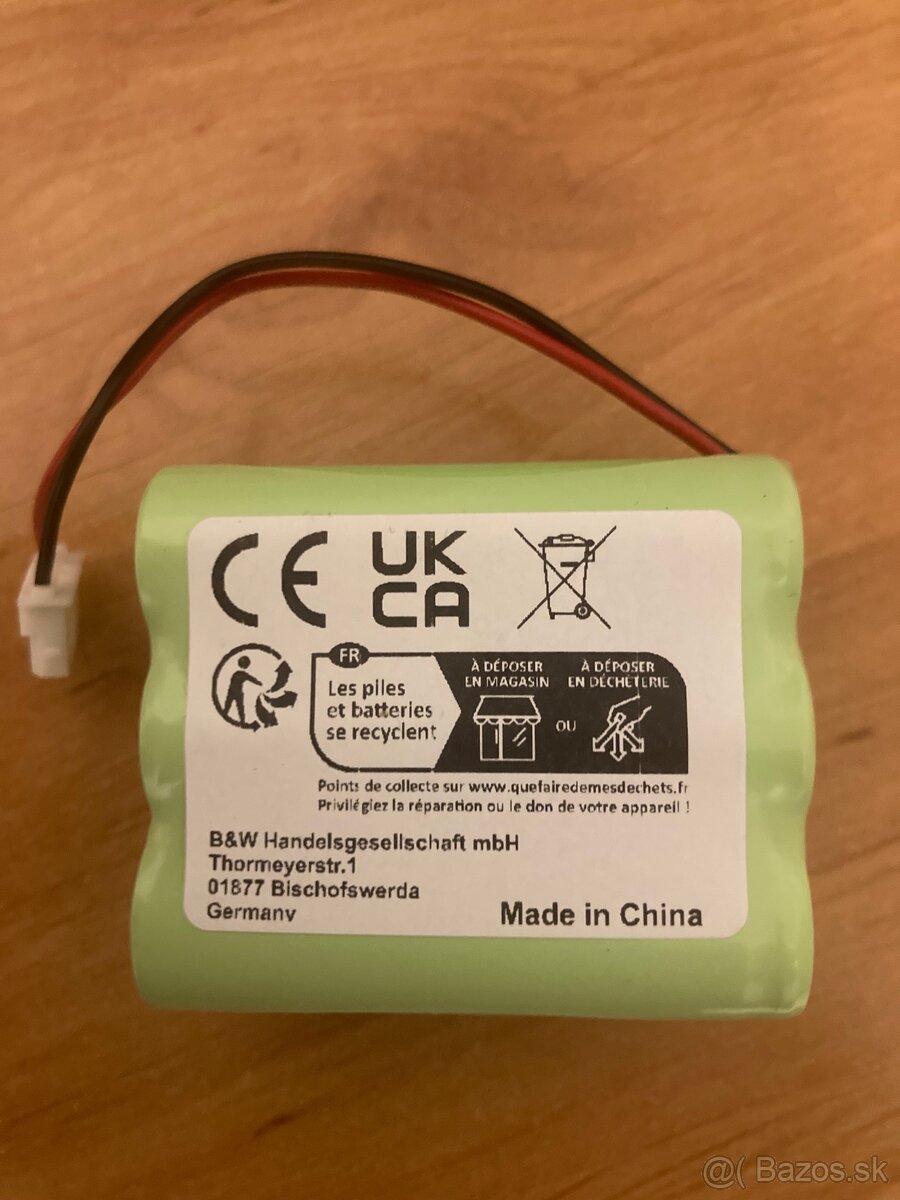 CE
UK
CA
FR
Les piles
et batteries
se recyclent
À DÉPOSER
EN MAGASIN
OU
À DÉPOSER
EN DÉCHÈTERIE
Points de collecte sur www.quefairedemesdechets.fr
Privilégiez la réparation ou le don de votre appareil !
B&W Handelsgesellschaft mbH
Thormeyerstr.1
01877 Bischofswerda
Germany
Made in China
@( Bazos.sk